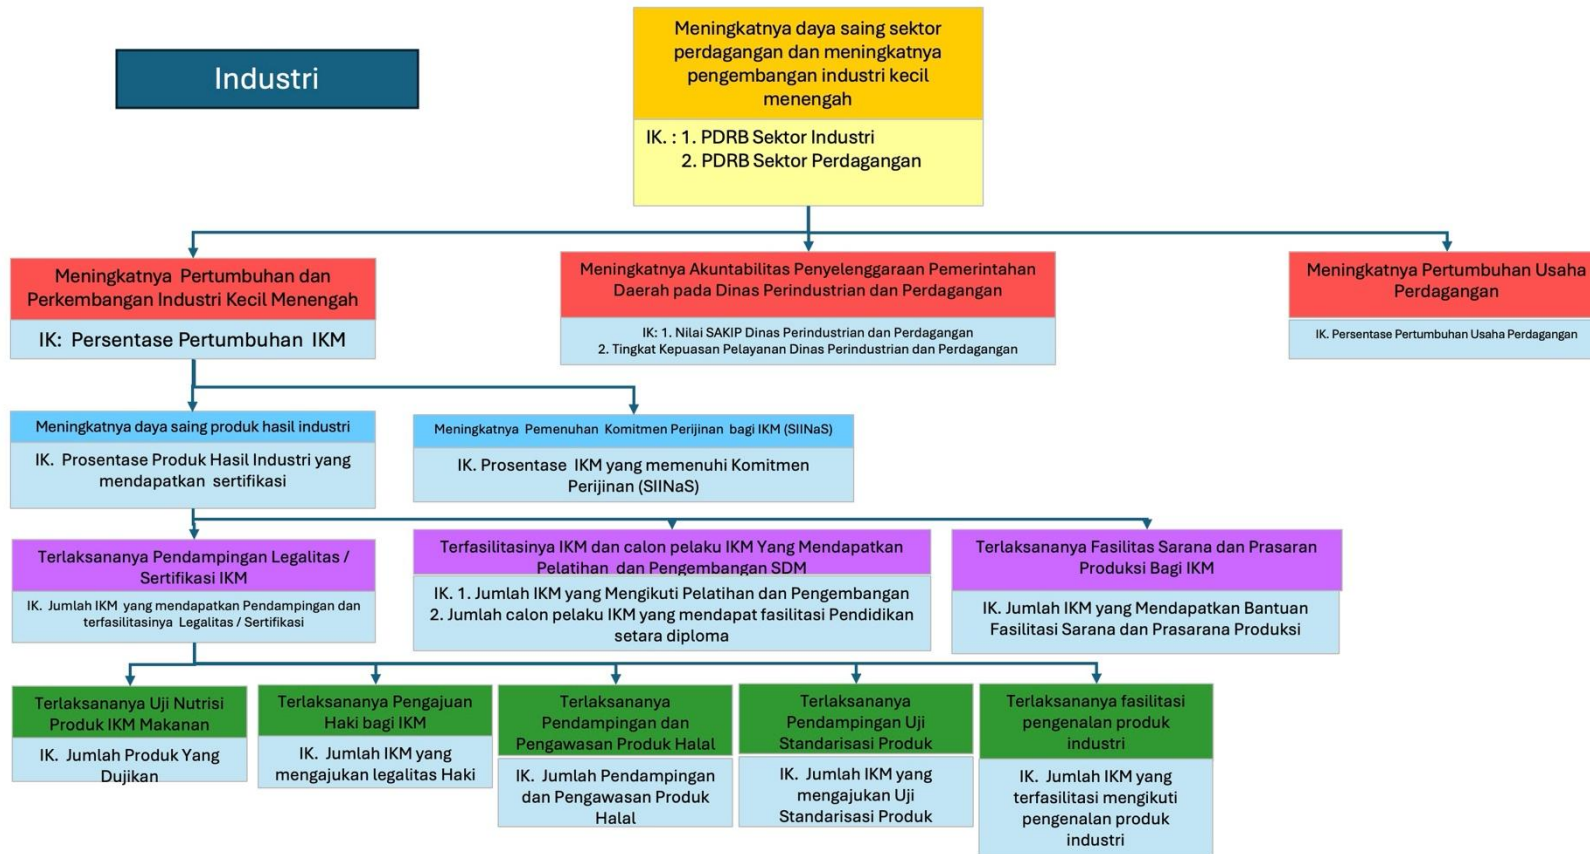 Industri
Meningkatnya daya saing sektor
perdagangan dan meningkatnya
pengembangan industri kecil
menengah
IK. : 1. PDRB Sektor Industri
2. PDRB Sektor Perdagangan
Meningkatnya Pertumbuhan dan
Perkembangan Industri Kecil Menengah
IK: Persentase Pertumbuhan IKM
Meningkatnya Akuntabilitas Penyelenggaraan Pemerintahan
Daerah pada Dinas Perindustrian dan Perdagangan
IK: 1. Nilai SAKIP Dinas Perindustrian dan Perdagangan
2. Tingkat Kepuasan Pelayanan Dinas Perindustrian dan Perdagangan
Meningkatnya Pertumbuhan Usaha
Perdagangan
IK. Persentase Pertumbuhan Usaha Perdagangan
Meningkatnya daya saing produk hasil industri
IK. Prosentase Produk Hasil Industri yang
mendapatkan sertifikasi
Meningkatnya Pemenuhan Komitmen Perijinan bagi IKM (SIINaS)
IK. Prosentase IKM yang memenuhi Komitmen
Perijinan (SIINaS)
Terlaksananya Pendampingan Legalitas /
Sertifikasi IKM
IK. Jumlah IKM yang mendapatkan Pendampingan dan
terfasilitasinya Legalitas / Sertifikasi
Terfasilitasinya IKM dan calon pelaku IKM Yang Mendapatkan
Pelatihan dan Pengembangan SDM
IK. 1. Jumlah IKM yang Mengikuti Pelatihan dan Pengembangan
2. Jumlah calon pelaku IKM yang mendapat fasilitasi Pendidikan
setara diploma
Terlaksananya Fasilitas Sarana dan Prasaran
Produksi Bagi IKM
IK. Jumlah IKM yang Mendapatkan Bantuan
Fasilitasi Sarana dan Prasarana Produksi
Terlaksananya Uji Nutrisi
Produk IKM Makanan
IK. Jumlah Produk Yang
Dujikan
Terlaksananya Pengajuan
Haki bagi IKM
IK. Jumlah IKM yang
mengajukan legalitas Haki
Terlaksananya
Pendampingan dan
Pengawasan Produk Halal
IK. Jumlah Pendampingan
dan Pengawasan Produk
Halal
Terlaksananya
Pendampingan Uji
Standarisasi Produk
IK. Jumlah IKM yang
mengajukan Uji
Standarisasi Produk
Terlaksananya fasilitasi
pengenalan produk
industri
IK. Jumlah IKM yang
terfasilitasi mengikuti
pengenalan produk
industri